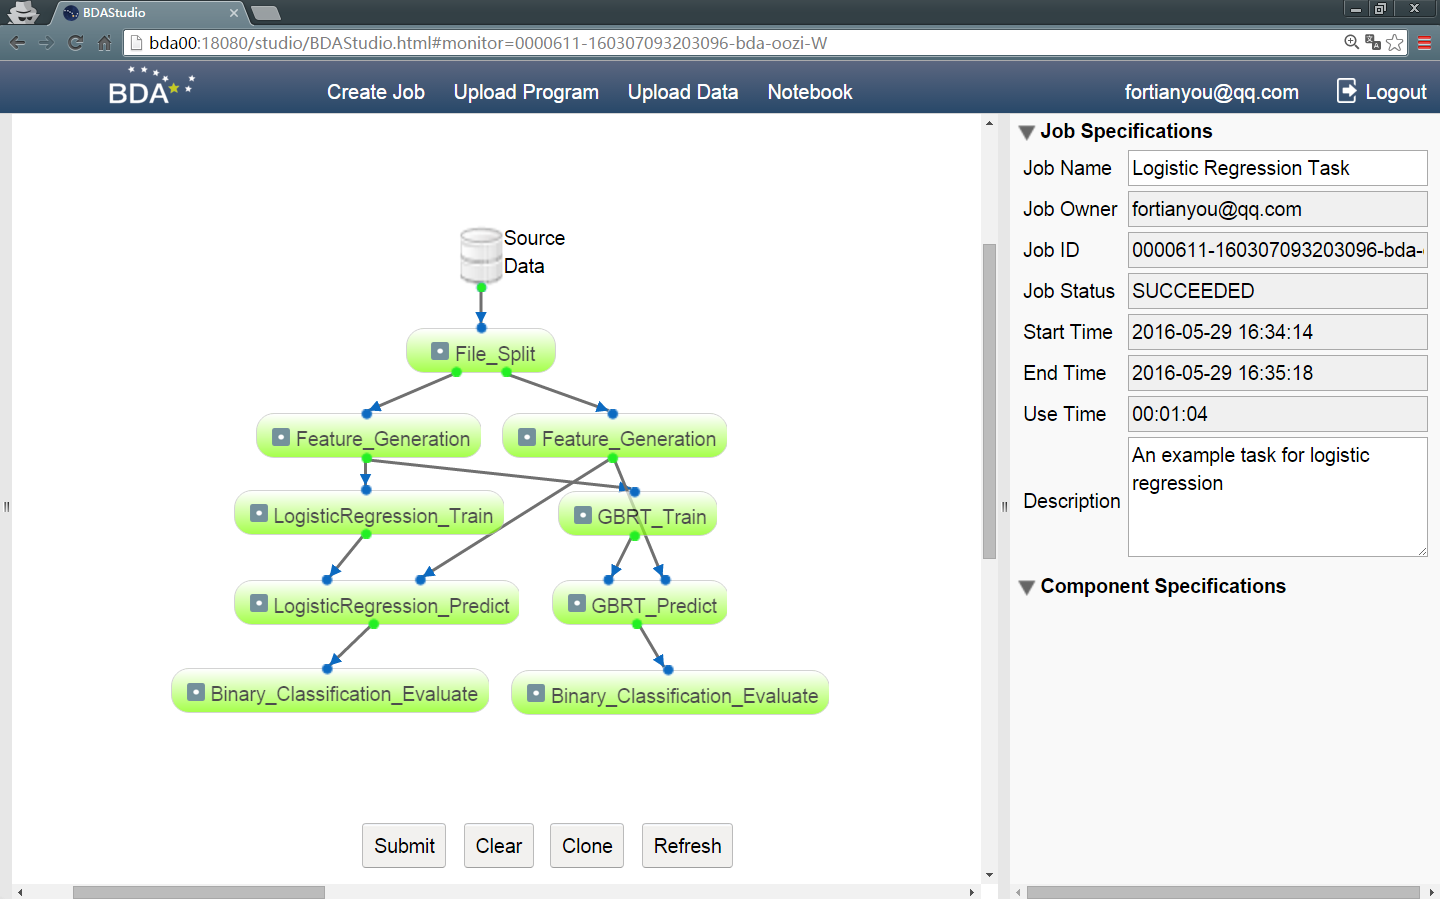 BDAStudio
bda00:18080/studio/BDAStudio.html#monitor=0000611-160307093203096-bda-oozi-W
BDA
Create Job
Upload Program
Upload Data
Notebook
fortianyou@qq.com
Logout
Source
Data
File_Split
Feature_Generation
Feature_Generation
LogisticRegression_Train
GBRT_Train
LogisticRegression_Predict
GBRT_Predict
Binary_Classification_Evaluate
Binary_Classification_Evaluate
Submit
Clear
Clone
Refresh
Job Specifications
Job Name
Logistic Regression Task
Job Owner
fortianyou@qq.com
Job ID
0000611-160307093203096-bda-
Job Status
SUCCEEDED
Start Time
2016-05-29 16:34:14
End Time
2016-05-29 16:35:18
Use Time
00:01:04
Description
An example task for logistic
regression
Component Specifications